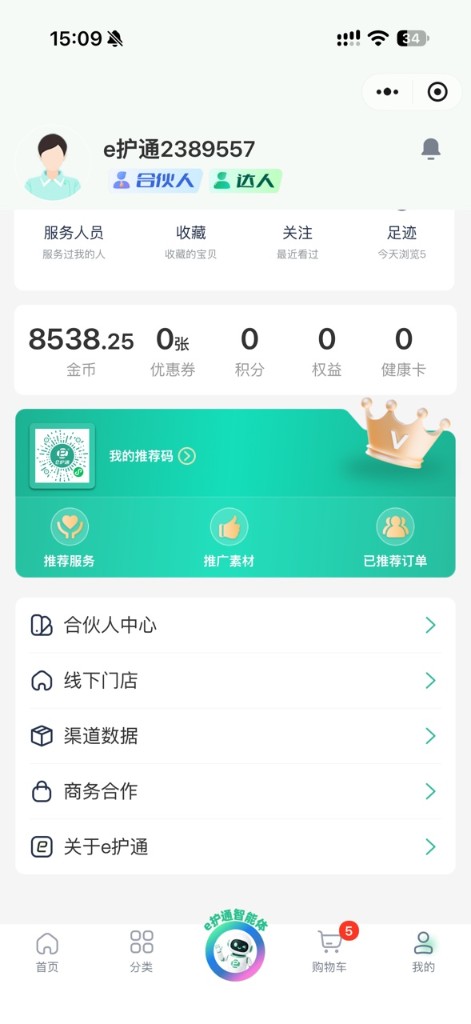 15:09
34
e护通2389557
合伙人 达人
服务人员 收藏 关注 足迹
服务过我的人 收藏的宝贝 最近看过 今天浏览5
8538.25 0张 0 0 0
金币 优惠券 积分 权益 健康卡
e护通
我的推荐码
V
推荐服务 推广素材 已推荐订单
合伙人中心
线下门店
渠道数据
商务合作
关于e护通
e护通智能体
5
首页 分类 购物车 我的